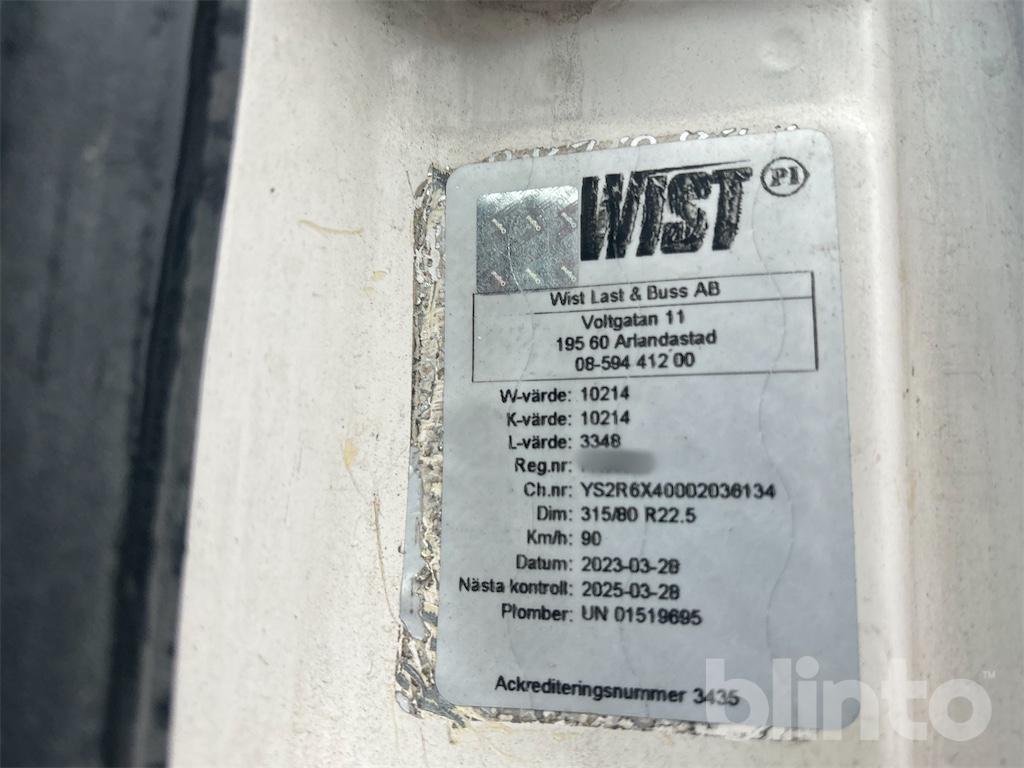 WIST P1
Wist Last & Buss AB
Voltgatan 11
195 60 Arlandastad
08-594 412 00
W-värde: 10214
K-värde: 10214
L-värde: 3348
Reg.nr:
Ch.nr: YS2R6X40002036134
Dim: 315/80 R22.5
Km/h: 90
Datum: 2023-03-28
Nästa kontroll: 2025-03-28
Plomber: UN 01519695
Ackrediteringsnummer 3435
blinto™